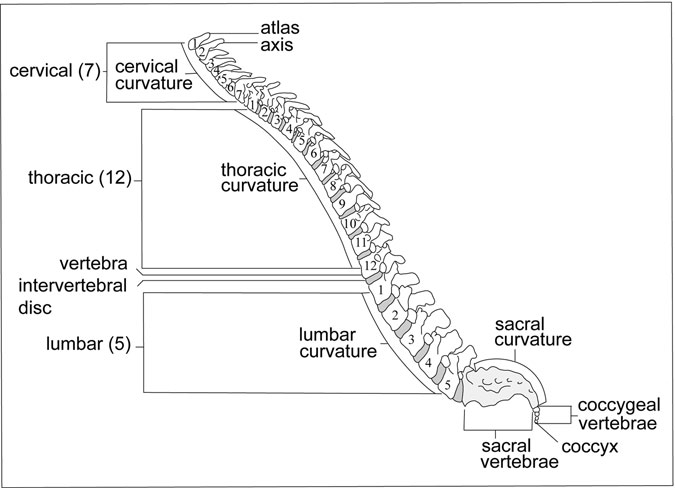 atlas
axis
cervical (7)
cervical
curvature
1
2
3
4
5
6
7
1
2
3
4
5
6
7
8
9
10
11
12
thoracic (12)
thoracic
curvature
vertebra
intervertebral
disc
1
2
3
4
5
lumbar (5)
lumbar
curvature
sacral
curvature
coccygeal
vertebrae
sacral
vertebrae
coccyx